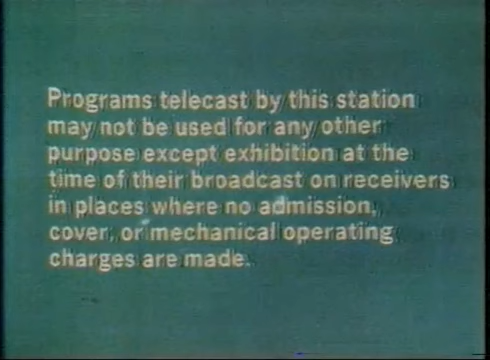 Programs telecast by this station
may not be used for any other
purpose except exhibition at the
time of their broadcast on receivers
in places where no admission,
cover, or mechanical operating
charges are made.